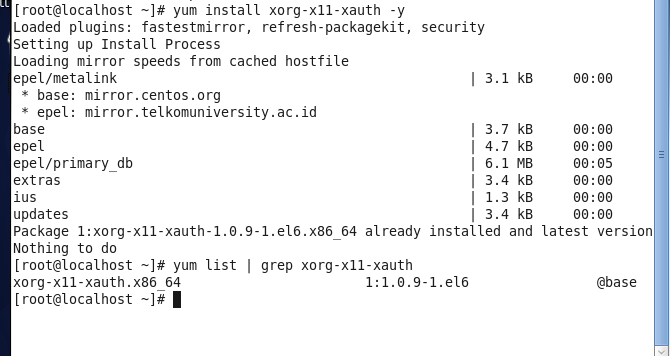 [root@localhost ~]# yum install xorg-x11-xauth -y
Loaded plugins: fastestmirror, refresh-packagekit, security
Setting up Install Process
Loading mirror speeds from cached hostfile
epel/metalink | 3.1 kB 00:00
* base: mirror.centos.org
* epel: mirror.telkomuniversity.ac.id
base | 3.7 kB 00:00
epel | 4.7 kB 00:00
epel/primary_db | 6.1 MB 00:05
extras | 3.4 kB 00:00
ius | 1.3 kB 00:00
updates | 3.4 kB 00:00
Package 1:xorg-x11-xauth-1.0.9-1.el6.x86_64 already installed and latest version
Nothing to do
[root@localhost ~]# yum list | grep xorg-x11-xauth
xorg-x11-xauth.x86_64 1:1.0.9-1.el6 @base
[root@localhost ~]#